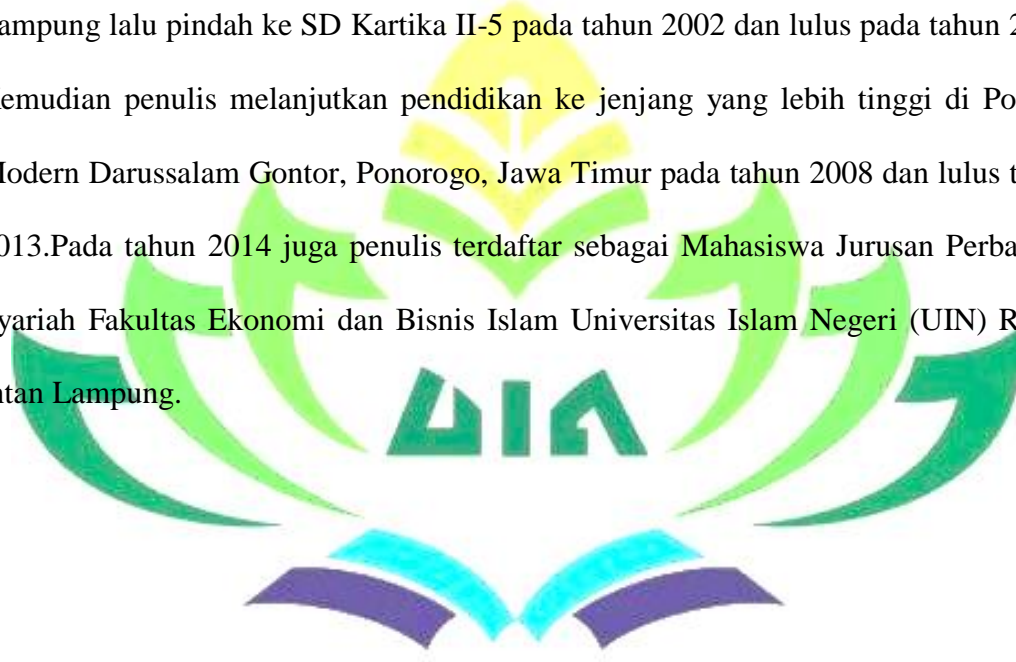 ampung lalu pindah ke SD Kartika II-5 pada tahun 2002 dan lulus pada tahun 2
emudian penulis melanjutkan pendidikan ke jenjang yang lebih tinggi di Po
Modern Darussalam Gontor, Ponorogo, Jawa Timur pada tahun 2008 dan lulus t
013.Pada tahun 2014 juga penulis terdaftar sebagai Mahasiswa Jurusan Perba
yariah Fakultas Ekonomi dan Bisnis Islam Universitas Islam Negeri (UIN) R
ntan Lampung.
UIN